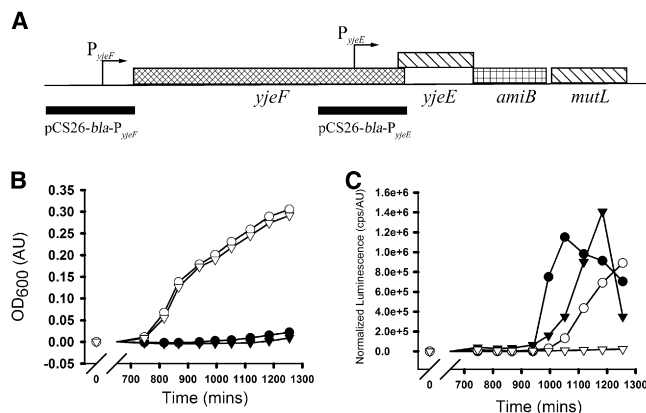 A
P yjeF
P yjeE
yjeF
yjeE
amiB
mutL
pCS26-bla-P yjeF
pCS26-bla-P yjeE
B
OD600 (AU)
0.35
0.30
0.25
0.20
0.15
0.10
0.05
0.00
-0.05
0 700 800 900 1000 1100 1200 1300
Time (mins)
C
Normalized Luminescence (cps/AU)
1.6e+6
1.4e+6
1.2e+6
1.0e+6
8.0e+5
6.0e+5
4.0e+5
2.0e+5
0.0
0 700 800 900 1000 1100 1200 1300
Time (mins)